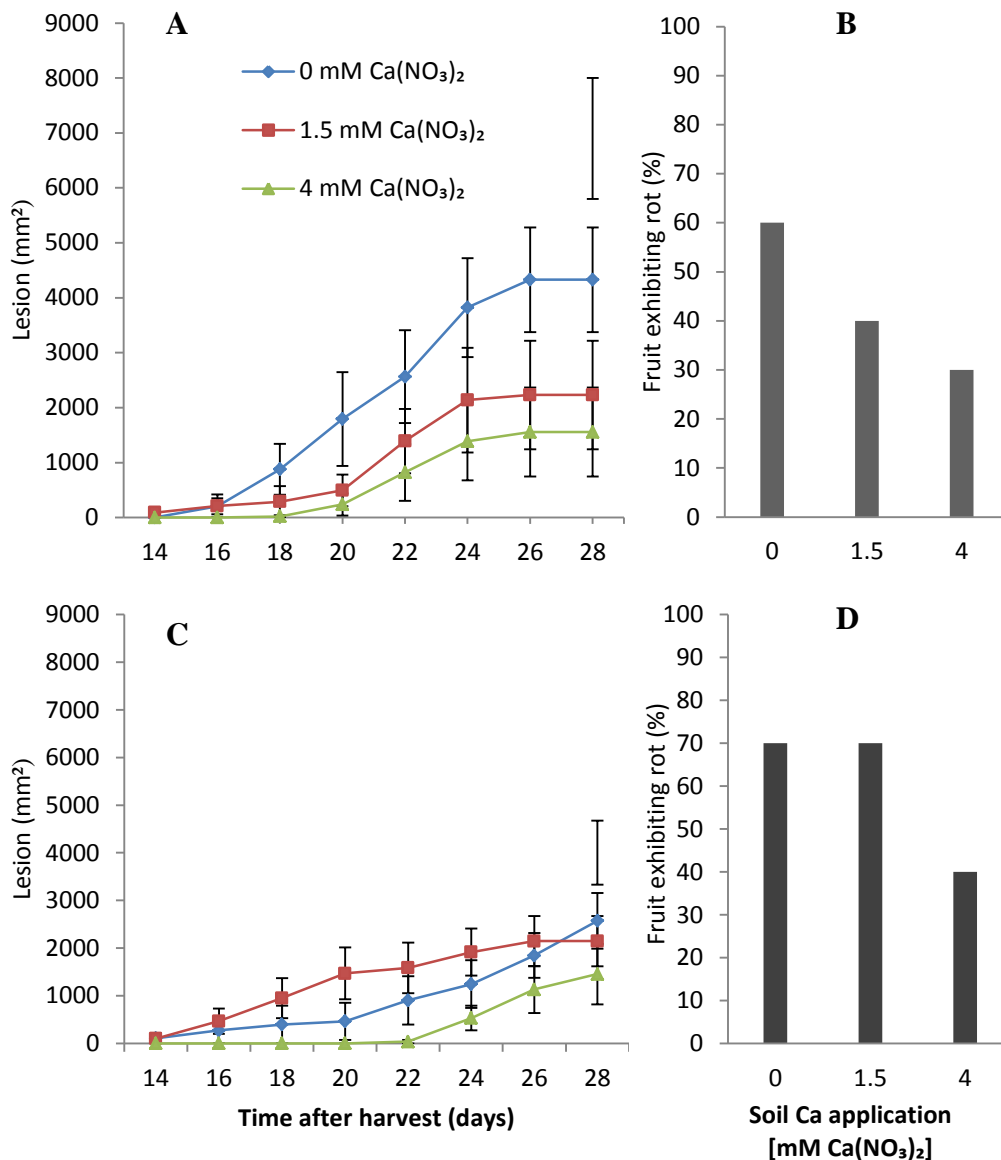 A
Lesion (mm²)
9000
8000
7000
6000
5000
4000
3000
2000
1000
0
0 mM Ca(NO₃)₂
1.5 mM Ca(NO₃)₂
4 mM Ca(NO₃)₂
14 16 18 20 22 24 26 28
B
Fruit exhibiting rot (%)
100
90
80
70
60
50
40
30
20
10
0
0 1.5 4
C
Lesion (mm²)
9000
8000
7000
6000
5000
4000
3000
2000
1000
0
14 16 18 20 22 24 26 28
Time after harvest (days)
D
Fruit exhibiting rot (%)
100
90
80
70
60
50
40
30
20
10
0
0 1.5 4
Soil Ca application
[mM Ca(NO₃)₂]